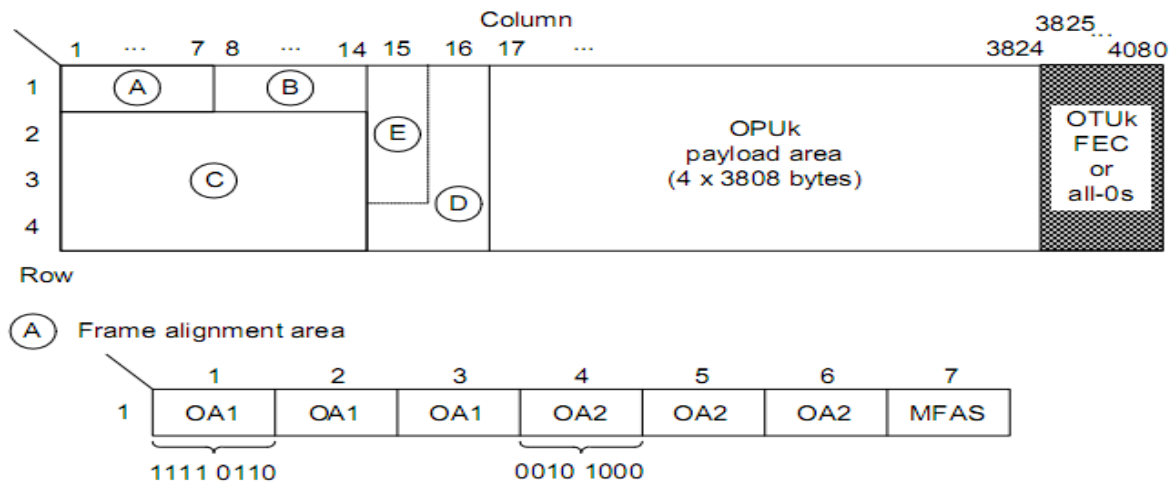 Column
3825 ...
1 ... 7 8 ... 14 15 16 17 ... 3824 4080
1 A B
2 E
3 C
4 D
OPUk
payload area
(4 x 3808 bytes)
OTUk
FEC
or
all-0s
Row
A Frame alignment area
1 2 3 4 5 6 7
1 OA1 OA1 OA1 OA2 OA2 OA2 MFAS
1111 0110 0010 1000